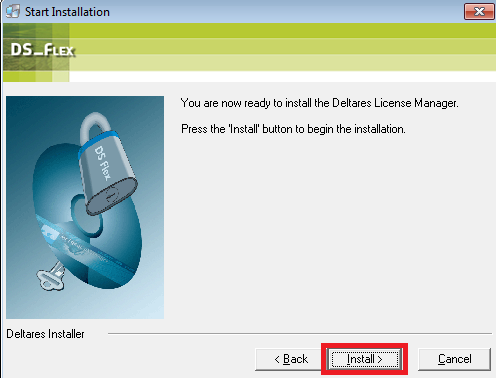 Start Installation
DS_FLEX
You are now ready to install the Deltares License Manager.
Press the 'Install' button to begin the installation.
DS Flex
Deltares Installer
< Back
Install >
Cancel